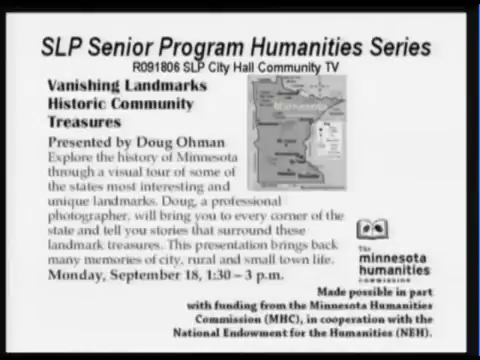 SLP Senior Program Humanities Series
R091806 SLP City Hall Community TV
Vanishing Landmarks
Historic Community
Treasures
Presented by Doug Ohman
Explore the history of Minnesota
through a visual tour of some of
the states most interesting and
unique landmarks. Doug, a professional
photographer, will bring you to every corner of the
state and tell you stories that surround these
landmark treasures. This presentation brings back
many memories of city, rural and small town life.
Monday, September 18, 1:30 – 3 p.m.
Minnesota
The
minnesota
humanities
COMMISSION
Made possible in part
with funding from the Minnesota Humanities
Commission (MHC), in cooperation with the
National Endowment for the Humanities (NEH).